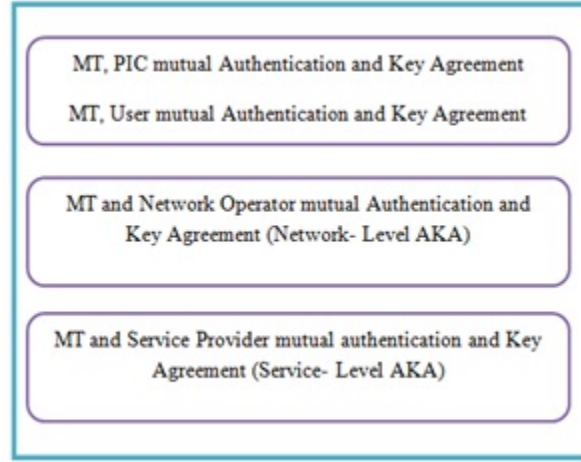 MT, PIC mutual Authentication and Key Agreement
MT, User mutual Authentication and Key Agreement
MT and Network Operator mutual Authentication and
Key Agreement (Network- Level AKA)
MT and Service Provider mutual authentication and Key
Agreement (Service- Level AKA)